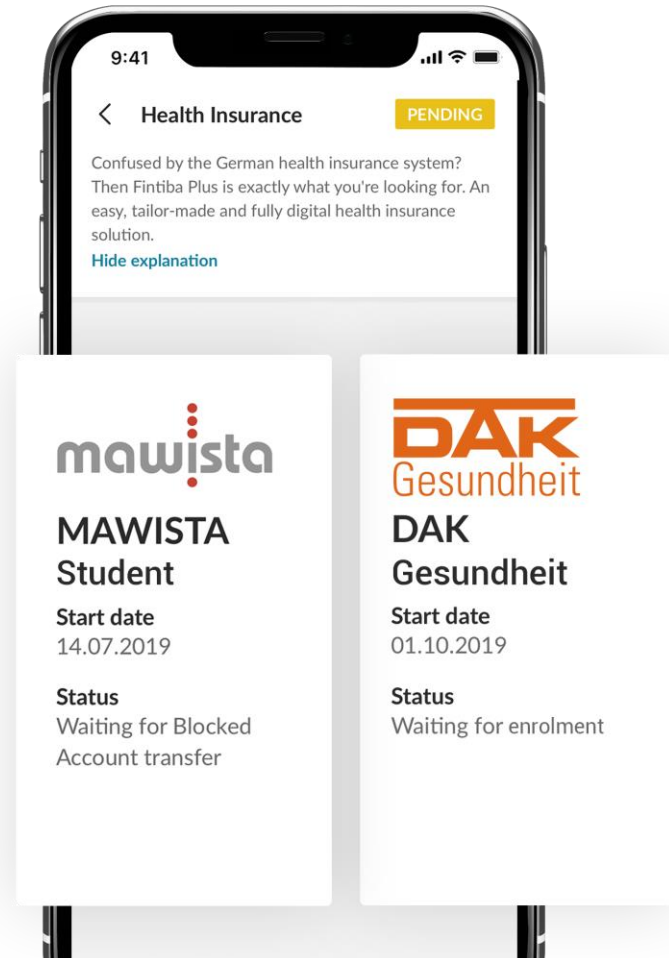 9:41
Health Insurance
PENDING
Confused by the German health insurance system?
Then Fintiba Plus is exactly what you're looking for. An
easy, tailor-made and fully digital health insurance
solution.
Hide explanation
mawista
MAWISTA
Student
Start date
14.07.2019
Status
Waiting for Blocked
Account transfer
DAK
Gesundheit
DAK
Gesundheit
Start date
01.10.2019
Status
Waiting for enrolment